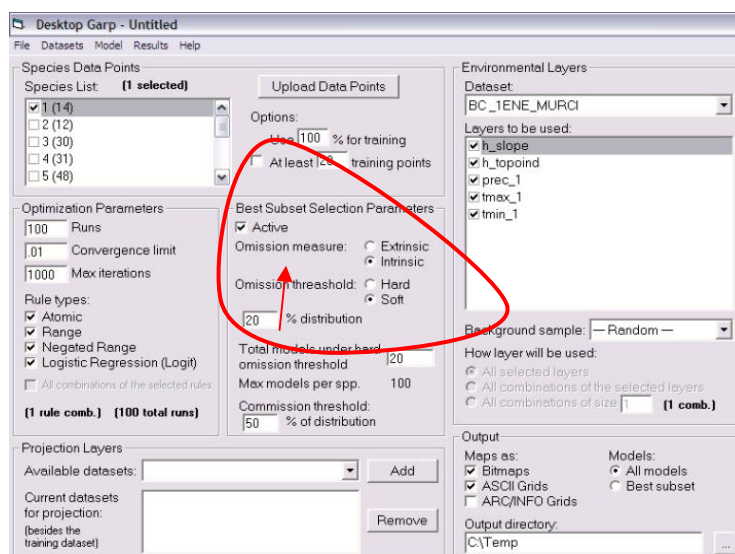 Desktop Garp - Untitled
File Datasets Model Results Help
Species Data Points
Species List: (1 selected)
1 (14)
2 (12)
3 (30)
4 (31)
5 (48)
Upload Data Points
Options:
Use 100 % for training
At least 20 training points
Optimization Parameters
100 Runs
.01 Convergence limit
1000 Max iterations
Rule types:
Atomic
Range
Negated Range
Logistic Regression (Logit)
All combinations of the selected rules
(1 rule comb.) (100 total runs)
Best Subset Selection Parameters
Active
Omission measure: Extrinsic
Intrinsic
Omission threashold: Hard
Soft
20 % distribution
Total models under hard
omission threshold 20
Max models per spp. 100
Commission threshold:
50 % of distribution
Environmental Layers
Dataset:
BC_1ENE_MURCI
Layers to be used:
h_slope
h_topoind
prec_1
tmax_1
tmin_1
Background sample: — Random —
How layer will be used:
All selected layers
All combinations of the selected layers
All combinations of size 1 (1 comb.)
Projection Layers
Available datasets: Add
Current datasets
for projection:
(besides the
training dataset)
Remove
Output
Maps as:
Bitmaps
ASCII Grids
ARC/INFO Grids
Models:
All models
Best subset
Output directory:
C:\Temp
...